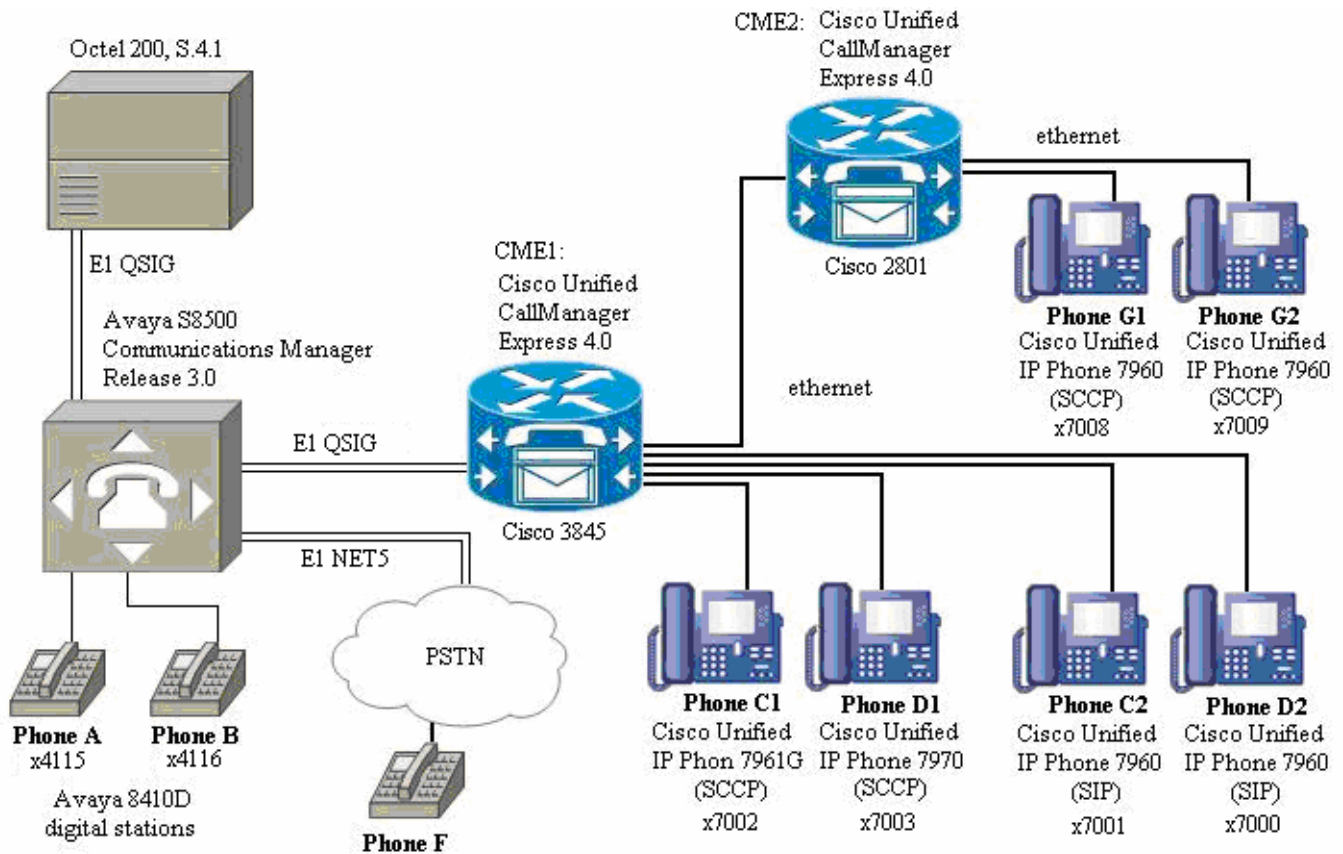 Octel 200, S.4.1
E1 QSIG
Avaya S8500
Communications Manager
Release 3.0
CME1:
Cisco Unified
CallManager
Express 4.0
CME2: Cisco Unified
CallManager
Express 4.0
ethernet
Cisco 2801
ethernet
E1 QSIG
Cisco 3845
E1 NET5
PSTN
Phone G1
Cisco Unified
IP Phone 7960
(SCCP)
x7008
Phone G2
Cisco Unified
IP Phone 7960
(SCCP)
x7009
Phone A
x4115
Phone B
x4116
Avaya 8410D
digital stations
Phone F
Phone C1
Cisco Unified
IP Phon 7961G
(SCCP)
x7002
Phone D1
Cisco Unified
IP Phone 7970
(SCCP)
x7003
Phone C2
Cisco Unified
IP Phone 7960
(SIP)
x7001
Phone D2
Cisco Unified
IP Phone 7960
(SIP)
x7000